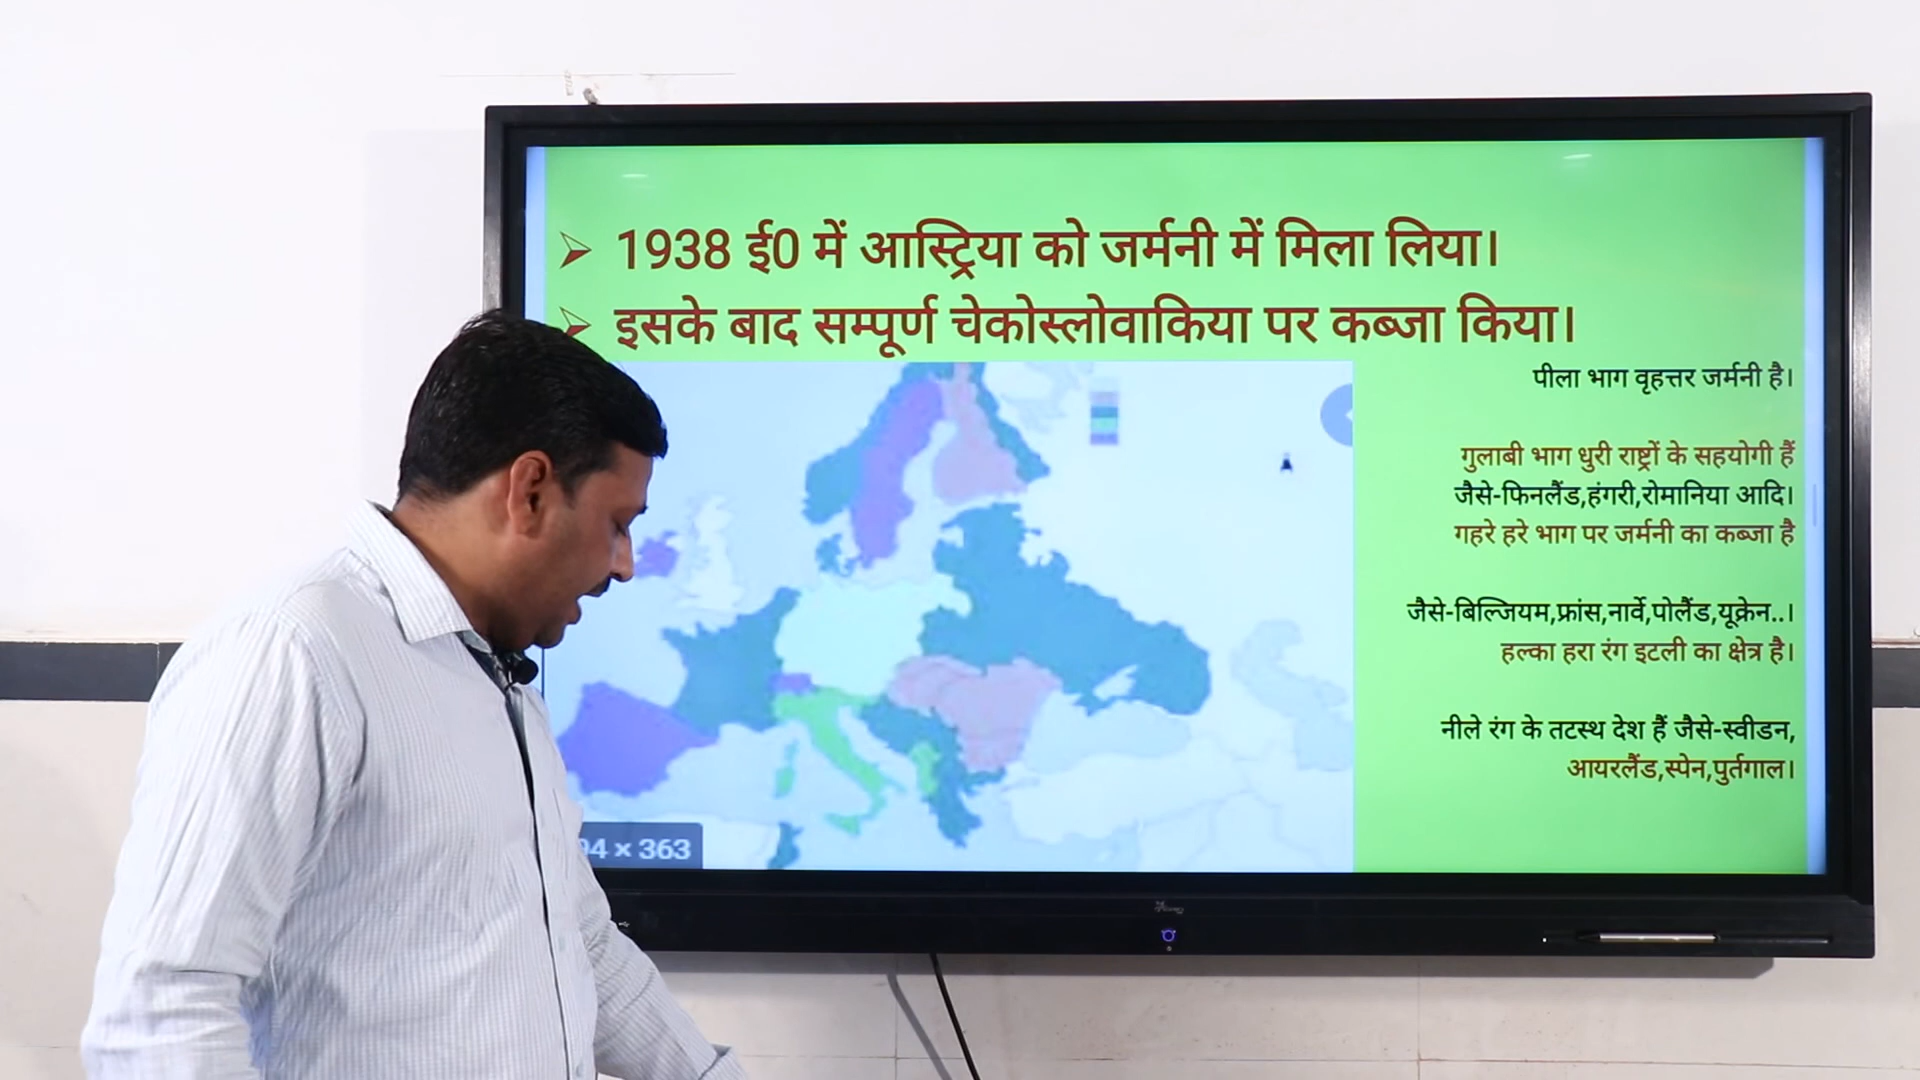 1938 ई0 में आस्ट्रिया को जर्मनी में मिला लिया।
इसके बाद सम्पूर्ण चेकोस्लोवाकिया पर कब्जा किया।
पीला भाग वृहत्तर जर्मनी है।
गुलाबी भाग धुरी राष्ट्रों के सहयोगी हैं
जैसे-फिनलैंड,हंगरी,रोमानिया आदि।
गहरे हरे भाग पर जर्मनी का कब्जा है
जैसे-बिल्जियम,फ्रांस,नार्वे,पोलैंड,यूक्रेन..।
हल्का हरा रंग इटली का क्षेत्र है।
नीले रंग के तटस्थ देश हैं जैसे-स्वीडन,
आयरलैंड,स्पेन,पुर्तगाल।
4 × 363